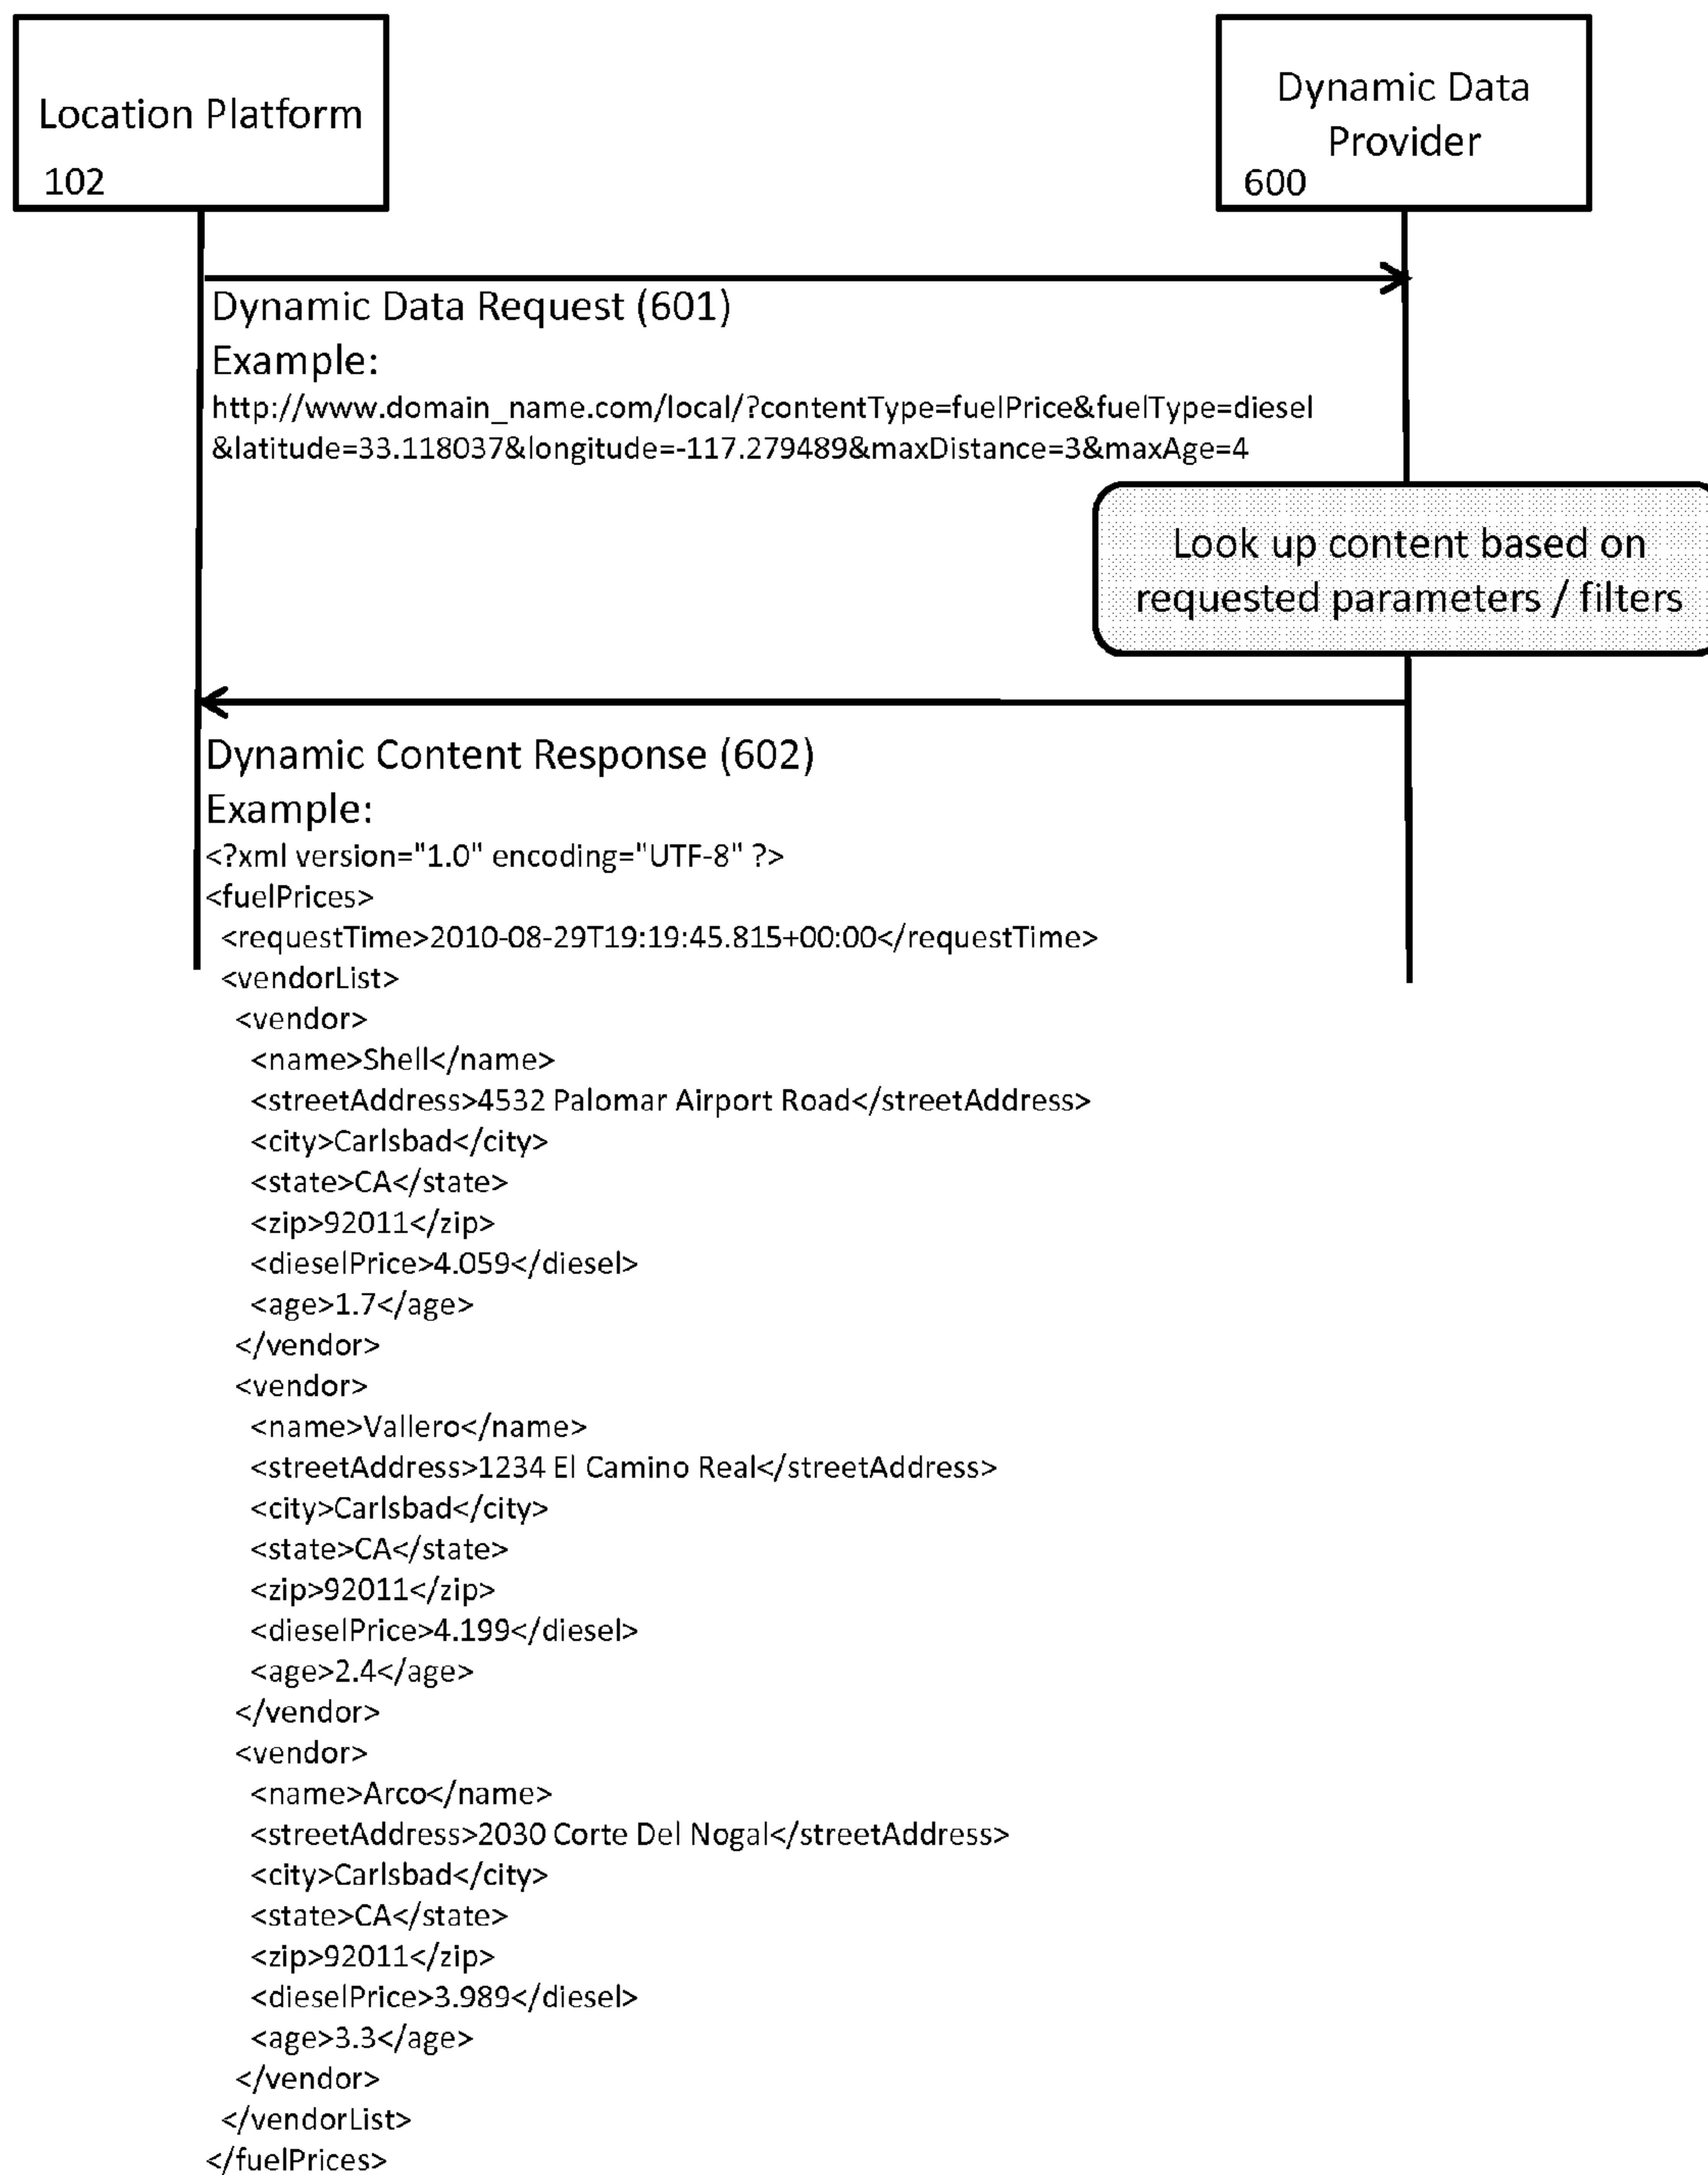 Location Platform
102
Dynamic Data
Provider
600
Dynamic Data Request (601)
Example:
http://www.domain_name.com/local/?contentType=fuelPrice&fuelType=diesel
&latitude=33.118037&longitude=-117.279489&maxDistance=3&maxAge=4
Look up content based on
requested parameters / filters
Dynamic Content Response (602)
Example:
<?xml version="1.0" encoding="UTF-8" ?>
<fuelPrices>
<requestTime>2010-08-29T19:19:45.815+00:00</requestTime>
<vendorList>
<vendor>
<name>Shell</name>
<streetAddress>4532 Palomar Airport Road</streetAddress>
<city>Carlsbad</city>
<state>CA</state>
<zip>92011</zip>
<dieselPrice>4.059</diesel>
<age>1.7</age>
</vendor>
<vendor>
<name>Vallero</name>
<streetAddress>1234 El Camino Real</streetAddress>
<city>Carlsbad</city>
<state>CA</state>
<zip>92011</zip>
<dieselPrice>4.199</diesel>
<age>2.4</age>
</vendor>
<vendor>
<name>Arco</name>
<streetAddress>2030 Corte Del Nogal</streetAddress>
<city>Carlsbad</city>
<state>CA</state>
<zip>92011</zip>
<dieselPrice>3.989</diesel>
<age>3.3</age>
</vendor>
</vendorList>
</fuelPrices>